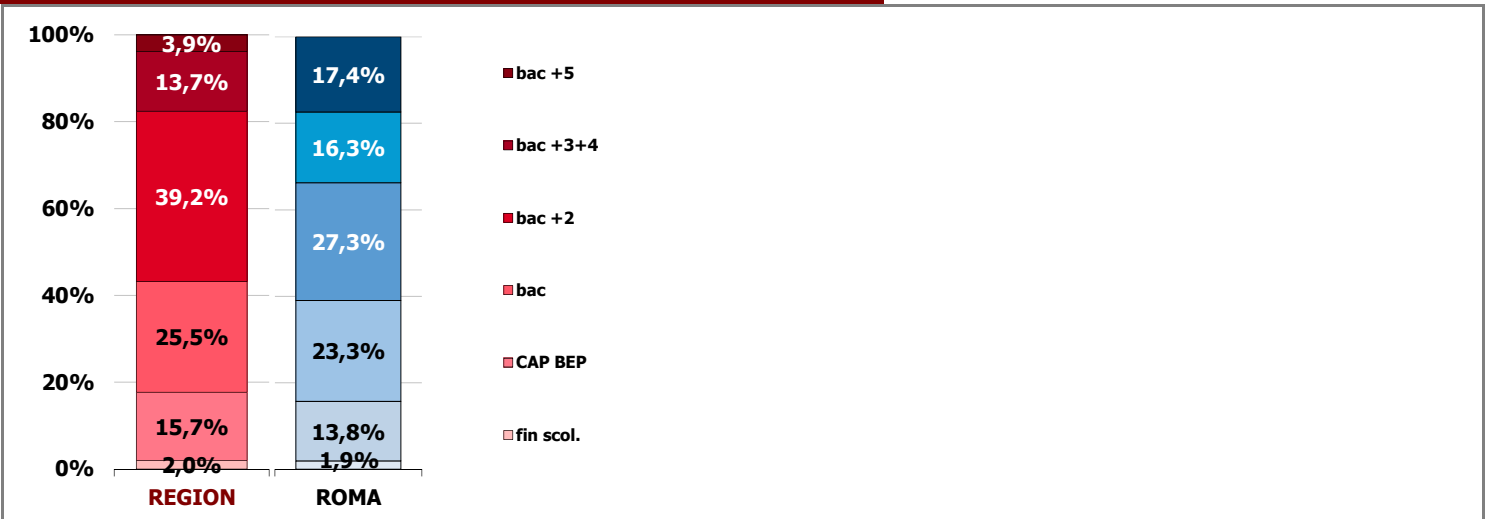 100%
80%
60%
40%
20%
0%
3,9%
13,7%
39,2%
25,5%
15,7%
2,0%
REGION
17,4%
16,3%
27,3%
23,3%
13,8%
1,9%
ROMA
bac +5
bac +3+4
bac +2
bac
CAP BEP
fin scol.